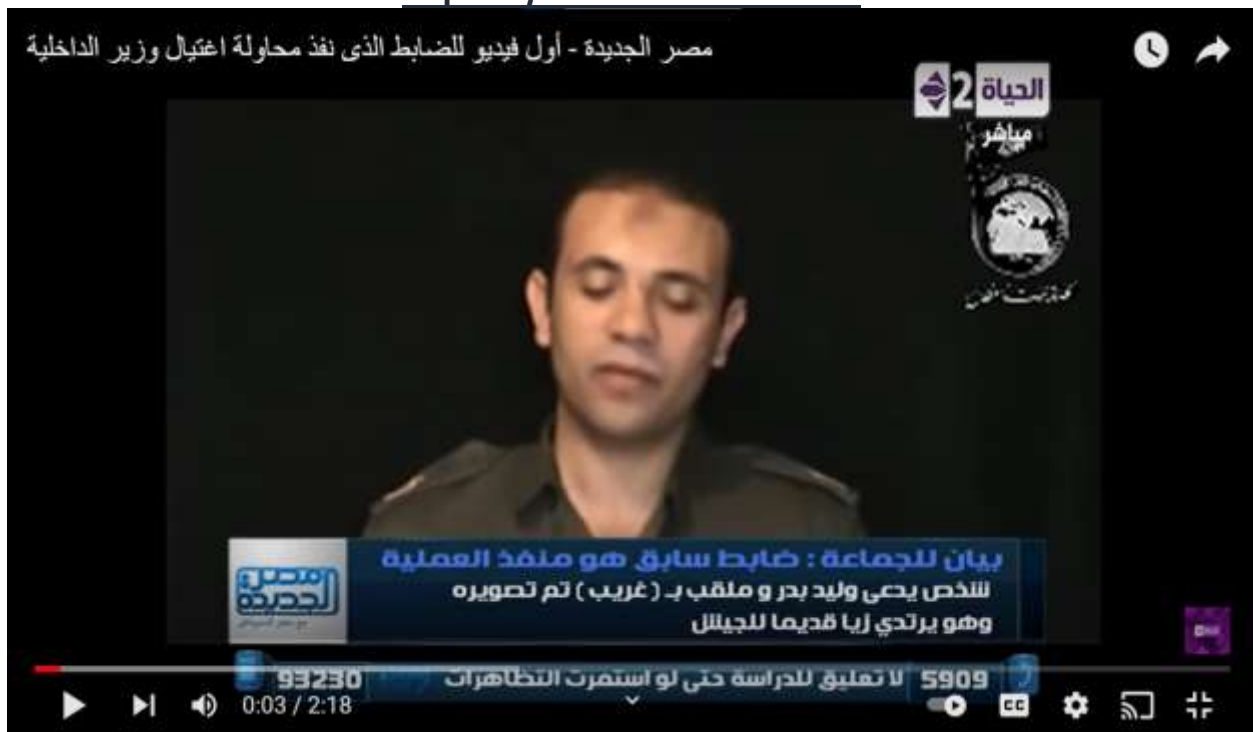 مصر الجديدة - أول فيديو للضابط الذى نفذ محاولة اغتيال وزير الداخلية
الحياة 2
مباشر
بيان للجماعة : ضابط سابق هو منفذ العملية
شخص يدعى وليد بدر و ملقب بـ ( غريب ) تم تصويره
وهو يرتدي زيا قديما للجيش
مصر الجديدة
5909 لا تعليق للدراسة حتى لو استمرت التظاهرات 93230
0:03 / 2:18
CC